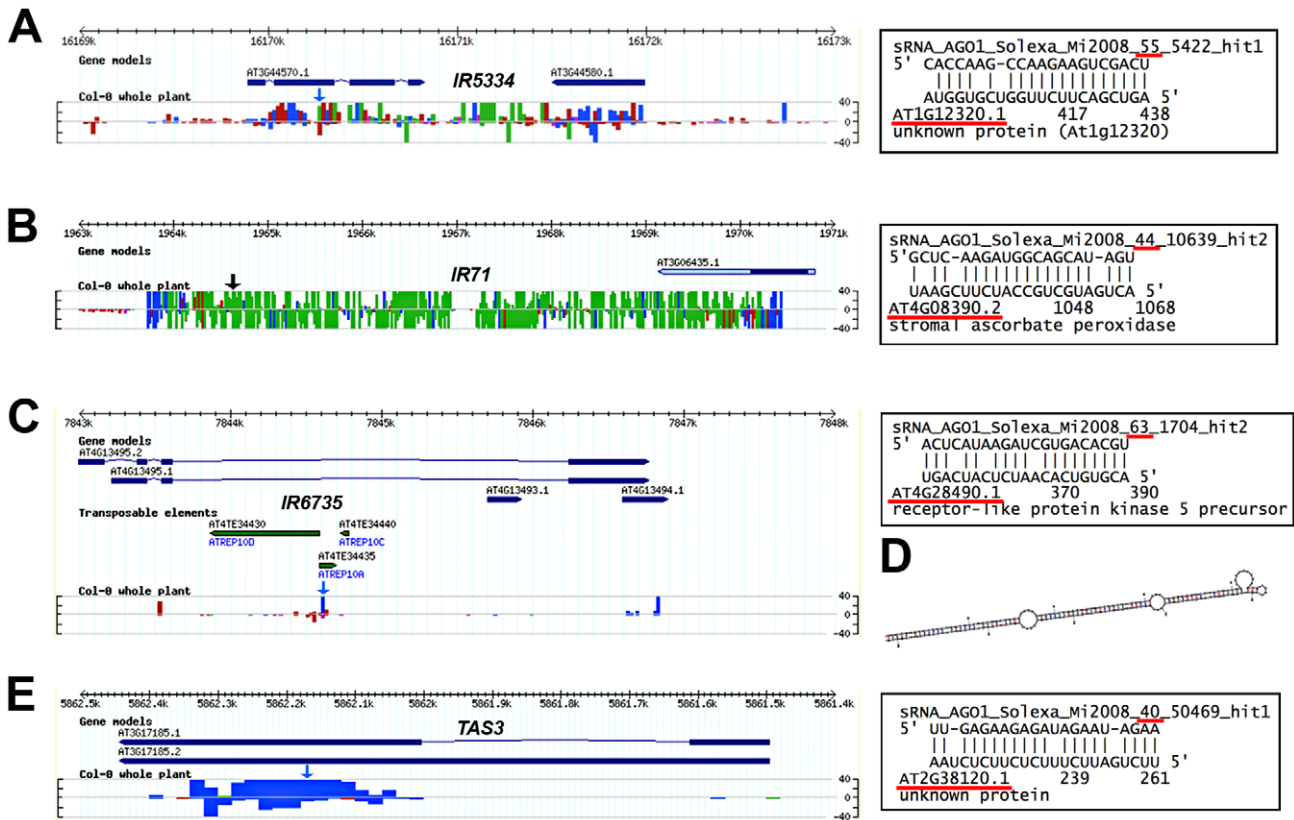 A
16169k 16170k 16171k 16172k 16173k
Gene models
AT3G44570.1 IR5334 AT3G44580.1
Col-0 whole plant
40
0
-40
sRNA_AGO1_Solexa_Mi2008_55_5422_hit1
5' CACCAAG-CCAAGAAGUCGACU
AUGGUGCUGGUUCUUCAGCUGA 5'
AT1G12320.1 417 438
unknown protein (At1g12320)
B
1963k 1964k 1965k 1966k 1967k 1968k 1969k 1970k 1971k
Gene models
AT3G06435.1
IR71
Col-0 whole plant
40
0
-40
sRNA_AGO1_Solexa_Mi2008_44_10639_hit2
5'GCUC-AAGAUGGCAGCAU-AGU
UAAGCUUCUACCGUCGUAGUCA 5'
AT4G08390.2 1048 1068
stromal ascorbate peroxidase
C
7843k 7844k 7845k 7846k 7847k 7848k
Gene models
AT4G13495.2
AT4G13495.1
IR6735 AT4G13493.1 AT4G13494.1
Transposable elements
AT4TE34430 AT4TE34440
ATREP10D ATREP10C
AT4TE34435
ATREP10A
Col-0 whole plant
40
0
-40
sRNA_AGO1_Solexa_Mi2008_63_1704_hit2
5' ACUCAUAAGAUCGUGACACGU
UGACUACUCUAACACUGUGCA 5'
AT4G28490.1 370 390
receptor-like protein kinase 5 precursor
D
E
5862.5k 5862.4k 5862.3k 5862.2k 5862.1k 5862k 5861.9k 5861.8k 5861.7k 5861.6k 5861.5k 5861.4k
Gene models
TAS3
AT3G17185.1
AT3G17185.2
Col-0 whole plant
40
0
-40
sRNA_AGO1_Solexa_Mi2008_40_50469_hit1
5' UU-GAGAAGAGAUAGAAU-AGAA
AAUCUCUUCUCUUUCUUAGUCUU 5'
AT2G38120.1 239 261
unknown protein